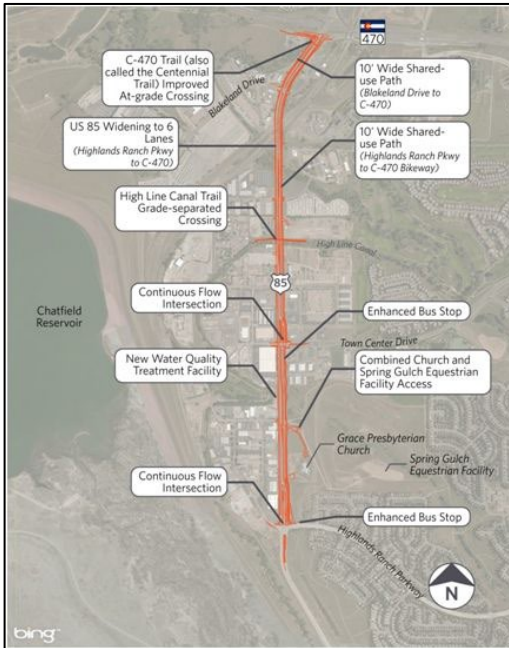 470
C-470 Trail (also
called the Centennial
Trail) Improved
At-grade Crossing
Blakeland Drive
10' Wide Shared-
use Path
(Blakeland Drive to
C-470)
US 85 Widening to 6
Lanes
(Highlands Ranch Pkwy
to C-470)
10' Wide Shared-
use Path
(Highlands Ranch Pkwy
to C-470 Bikeway)
High Line Canal Trail
Grade-separated
Crossing
High Line Canal
85
Chatfield
Reservoir
Continuous Flow
Intersection
Enhanced Bus Stop
Town Center Drive
New Water Quality
Treatment Facility
Combined Church and
Spring Gulch Equestrian
Facility Access
Grace Presbyterian
Church
Spring Gulch
Equestrian Facility
Continuous Flow
Intersection
Enhanced Bus Stop
Highlands Ranch Parkway
N
bing